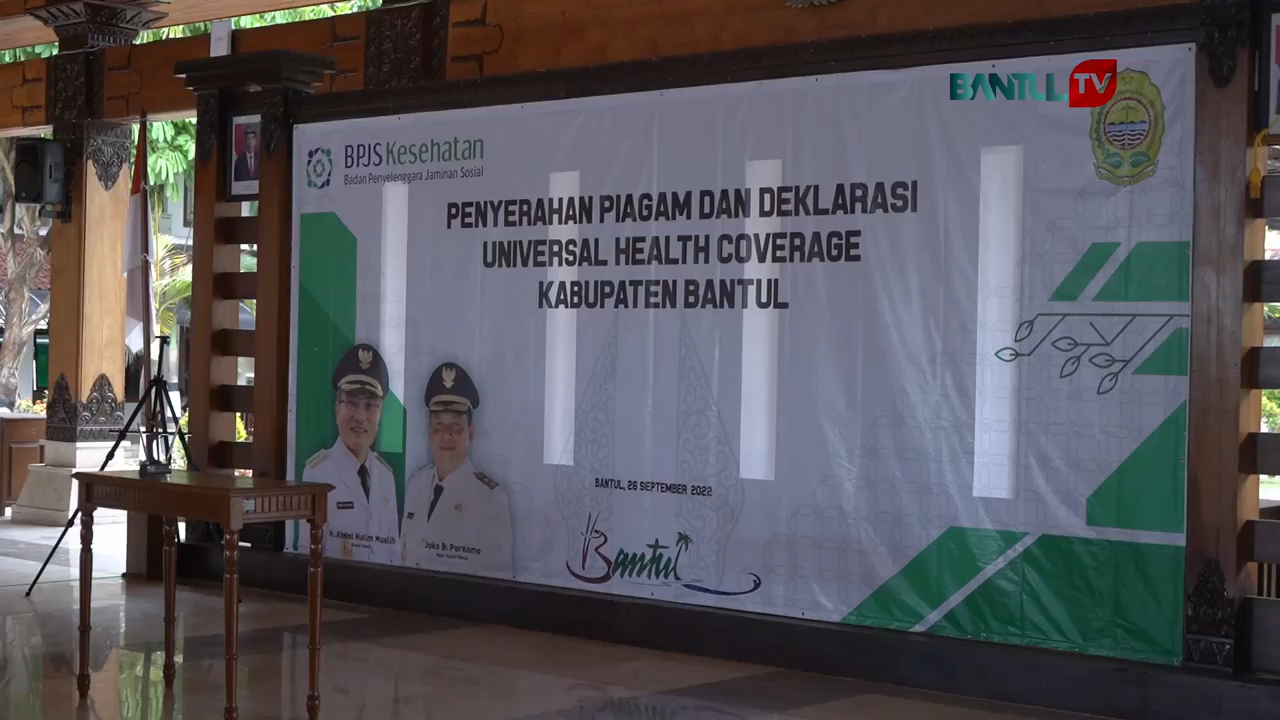 BANTUL TV
BPJS Kesehatan
Badan Penyelenggara Jaminan Sosial
PENYERAHAN PIAGAM DAN DEKLARASI
UNIVERSAL HEALTH COVERAGE
KABUPATEN BANTUL
BANTUL, 26 SEPTEMBER 2022
H. Abdul Halim Muslih
Joko B. Purnomo
Bantul